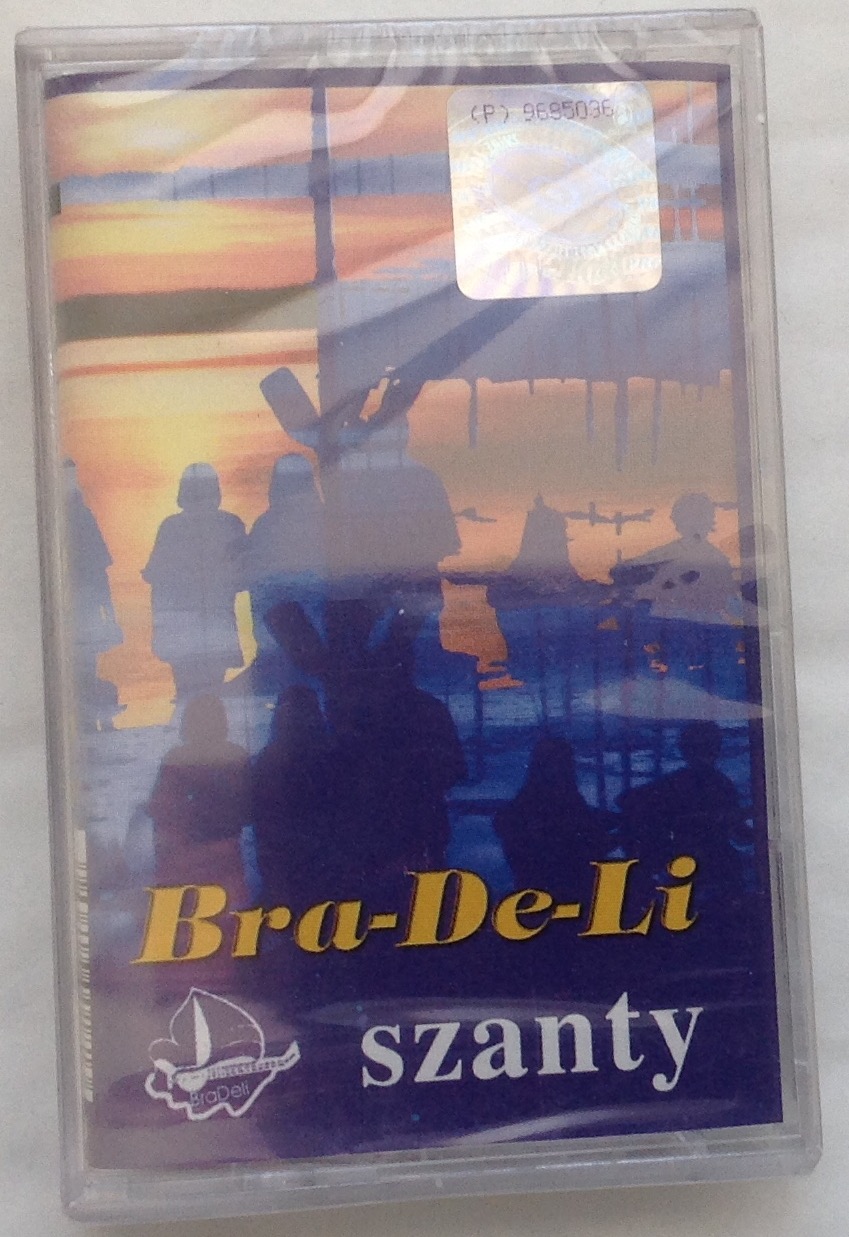 (P) 9695036
Bra-De-Li
szanty
BraDeli